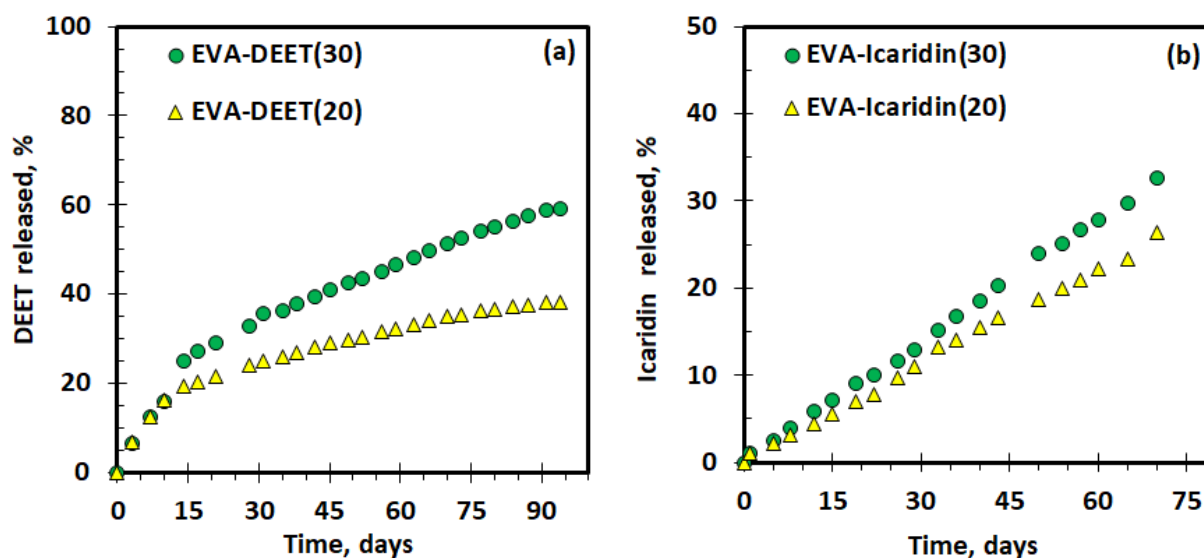 (a)
EVA-DEET(30)
EVA-DEET(20)
DEET released, %
100
80
60
40
20
0
0 15 30 45 60 75 90
Time, days
(b)
EVA-Icaridin(30)
EVA-Icaridin(20)
Icaridin released, %
50
40
30
20
10
0
0 15 30 45 60 75
Time, days